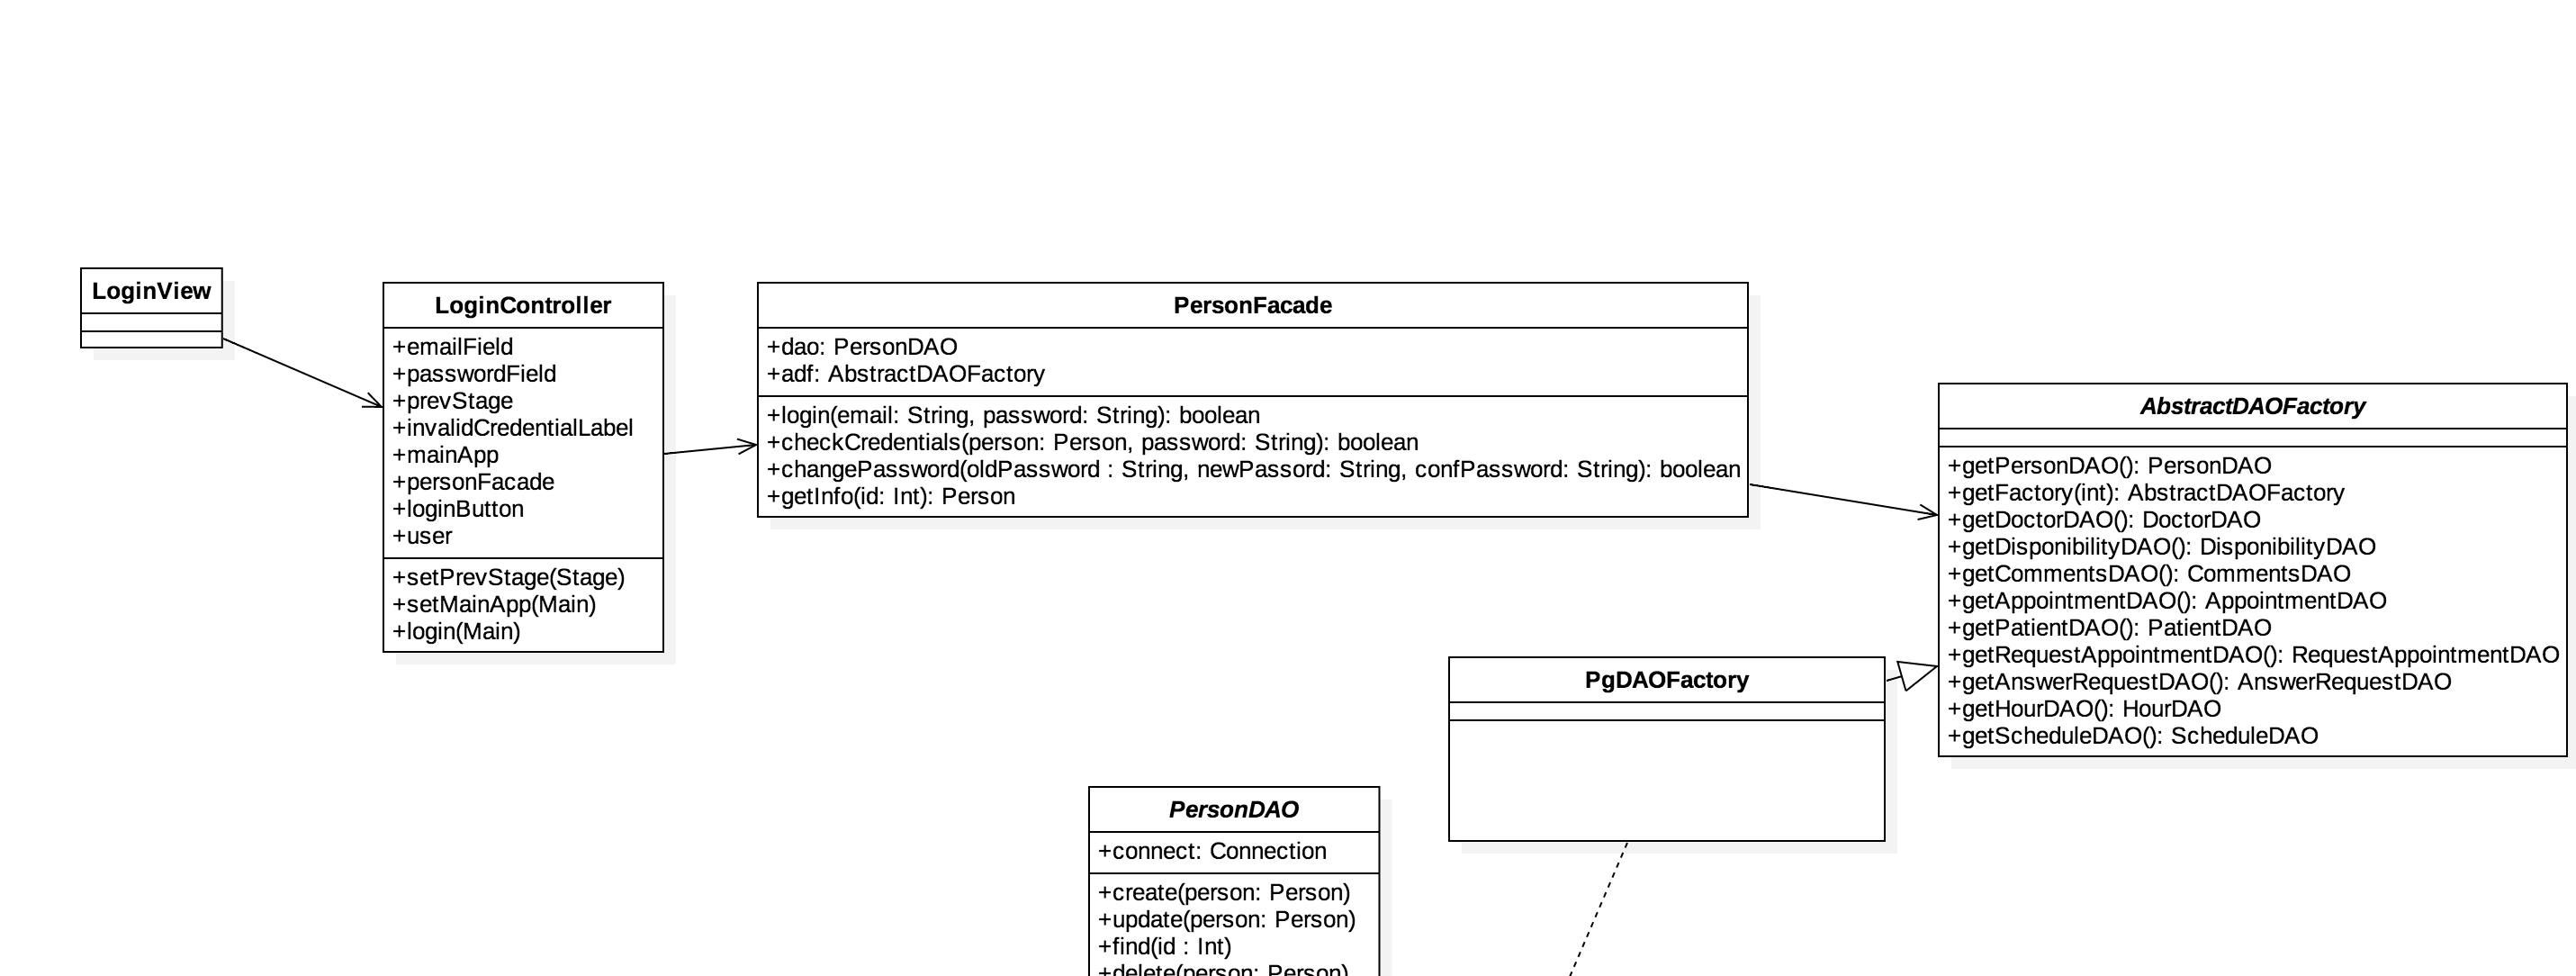 LoginView
LoginController
+emailField
+passwordField
+prevStage
+invalidCredentialLabel
+mainApp
+personFacade
+loginButton
+user
+setPrevStage(Stage)
+setMainApp(Main)
+login(Main)
PersonFacade
+dao: PersonDAO
+adf: AbstractDAOFactory
+login(email: String, password: String): boolean
+checkCredentials(person: Person, password: String): boolean
+changePassword(oldPassword : String, newPassord: String, confPassword: String): boolean
+getInfo(id: Int): Person
AbstractDAOFactory
+getPersonDAO(): PersonDAO
+getFactory(int): AbstractDAOFactory
+getDoctorDAO(): DoctorDAO
+getDisponibilityDAO(): DisponibilityDAO
+getCommentsDAO(): CommentsDAO
+getAppointmentDAO(): AppointmentDAO
+getPatientDAO(): PatientDAO
+getRequestAppointmentDAO(): RequestAppointmentDAO
+getAnswerRequestDAO(): AnswerRequestDAO
+getHourDAO(): HourDAO
+getScheduleDAO(): ScheduleDAO
PgDAOFactory
PersonDAO
+connect: Connection
+create(person: Person)
+update(person: Person)
+find(id : Int)
+delete(person: Person)